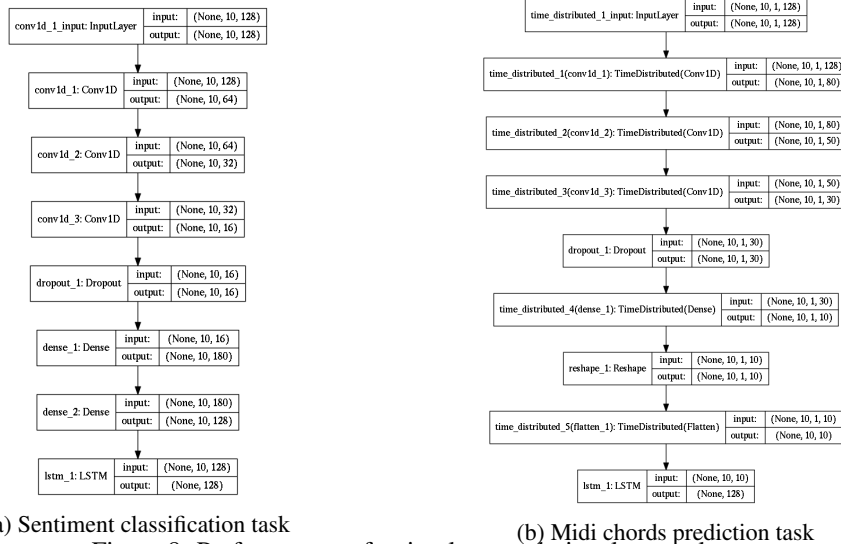 conv1d_1_input: InputLayer
input: (None, 10, 128)
output: (None, 10, 128)
conv1d_1: Conv1D
input: (None, 10, 128)
output: (None, 10, 64)
conv1d_2: Conv1D
input: (None, 10, 64)
output: (None, 10, 32)
conv1d_3: Conv1D
input: (None, 10, 32)
output: (None, 10, 16)
dropout_1: Dropout
input: (None, 10, 16)
output: (None, 10, 16)
dense_1: Dense
input: (None, 10, 16)
output: (None, 10, 180)
dense_2: Dense
input: (None, 10, 180)
output: (None, 10, 128)
lstm_1: LSTM
input: (None, 10, 128)
output: (None, 128)
a) Sentiment classification task
time_distributed_1_input: InputLayer
input: (None, 10, 1, 128)
output: (None, 10, 1, 128)
time_distributed_1(conv1d_1): TimeDistributed(Conv1D)
input: (None, 10, 1, 128)
output: (None, 10, 1, 80)
time_distributed_2(conv1d_2): TimeDistributed(Conv1D)
input: (None, 10, 1, 80)
output: (None, 10, 1, 50)
time_distributed_3(conv1d_3): TimeDistributed(Conv1D)
input: (None, 10, 1, 50)
output: (None, 10, 1, 30)
dropout_1: Dropout
input: (None, 10, 1, 30)
output: (None, 10, 1, 30)
time_distributed_4(dense_1): TimeDistributed(Dense)
input: (None, 10, 1, 30)
output: (None, 10, 1, 10)
reshape_1: Reshape
input: (None, 10, 1, 10)
output: (None, 10, 1, 10)
time_distributed_5(flatten_1): TimeDistributed(Flatten)
input: (None, 10, 1, 10)
output: (None, 10, 10)
lstm_1: LSTM
input: (None, 10, 10)
output: (None, 128)
(b) Midi chords prediction task